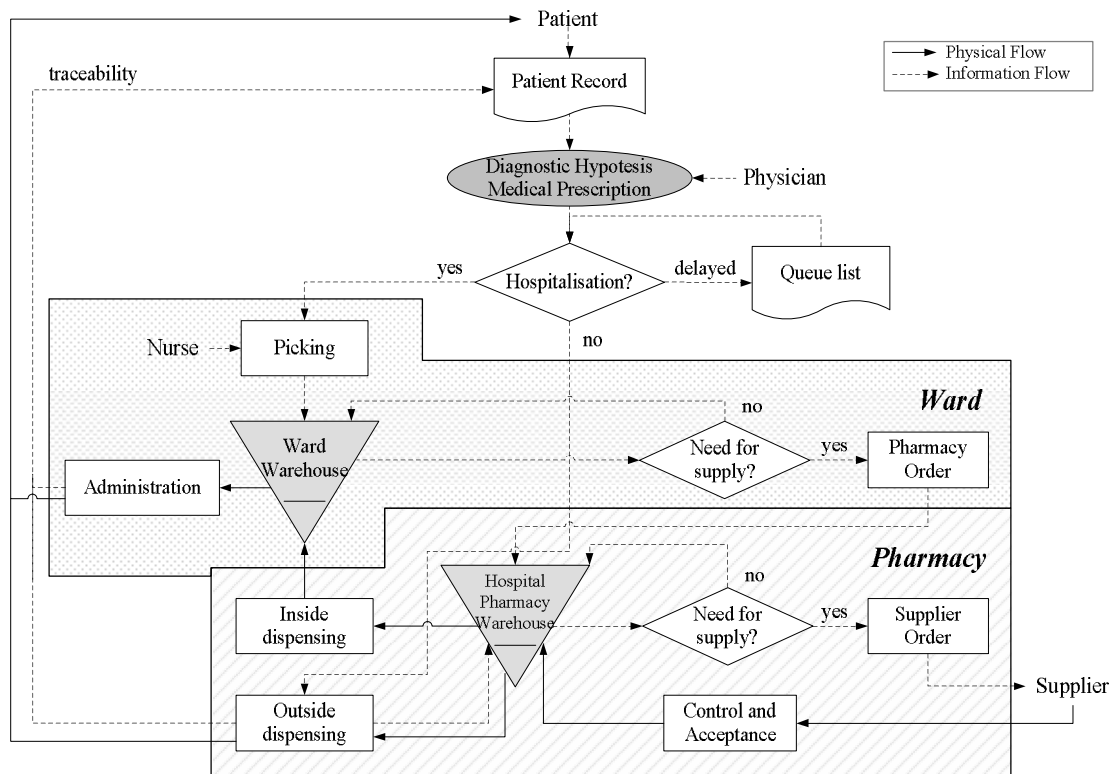 Patient
Physical Flow
Information Flow
traceability
Patient Record
Diagnostic Hypotesis
Medical Prescription
Physician
yes
Hospitalisation?
delayed
Queue list
no
Nurse
Picking
Ward
no
Ward
Warehouse
Need for
supply?
yes
Pharmacy
Order
Administration
Pharmacy
no
Hospital
Pharmacy
Warehouse
Inside
dispensing
Need for
supply?
yes
Supplier
Order
Supplier
Outside
dispensing
Control and
Acceptance